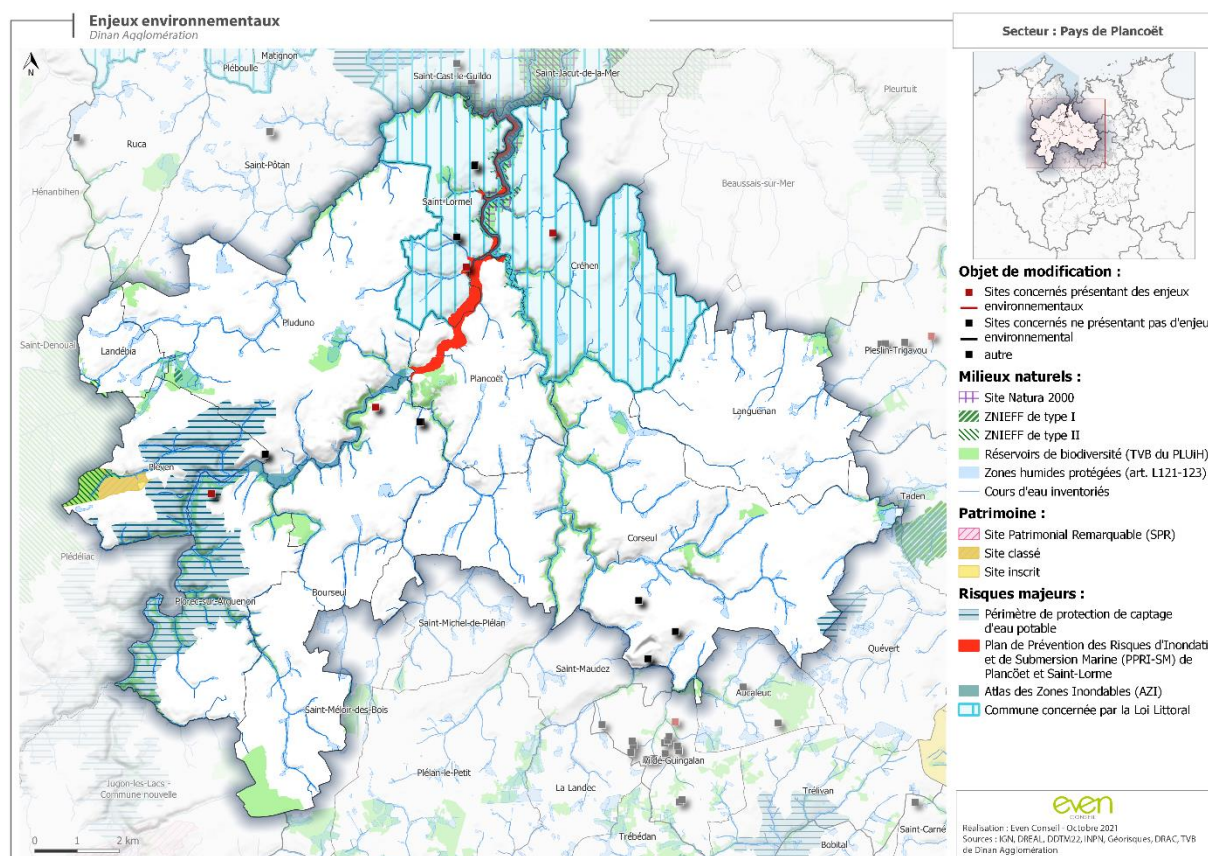 Enjeux environnementaux
Dinan Agglomération
Secteur : Pays de Plancoët
N
Matignon
Pléboulle
Saint-Cast-le-Guildo
Saint-Jacut-de-la-Mer
Pleurtuit
Ruca
Saint-Pôtan
Hénanbihen
Beaussais-sur-Mer
Saint-Lormel
Créhen
Pluduno
Saint-Denoual
Landébia
Plancoët
Pleslin-Trigavou
Languenan
Pléven
Taden
Plédéliac
Corseul
Bourseul
Plorec-sur-Arguenon
Saint-Michel-de-Plélan
Saint-Maudez
Quévert
Aucaleuc
Saint-Méloir-des-Bois
Plélan-le-Petit
Jugon-les-Lacs -
Commune nouvelle
La Landec
Trélivan
Trébédan
Saint-Carné
Bobital
0 1 2 km
Objet de modification :
Sites concernés présentant des enjeux
environnementaux
Sites concernés ne présentant pas d'enjeu
environnemental
autre
Milieux naturels :
Site Natura 2000
ZNIEFF de type I
ZNIEFF de type II
Réservoirs de biodiversité (TVB du PLUiH)
Zones humides protégées (art. L121-123)
Cours d'eau inventoriés
Patrimoine :
Site Patrimonial Remarquable (SPR)
Site classé
Site inscrit
Risques majeurs :
Périmètre de protection de captage
d'eau potable
Plan de Prévention des Risques d'Inondati
et de Submersion Marine (PPRI-SM) de
Plancöet et Saint-Lorme
Atlas des Zones Inondables (AZI)
Commune concernée par la Loi Littoral
even
CONSEIL
Réalisation : Even Conseil - Octobre 2021
Sources : IGN, DREAL, DDTM22, INPN, Géorisques, DRAC, TVB
de Dinan Agglomération